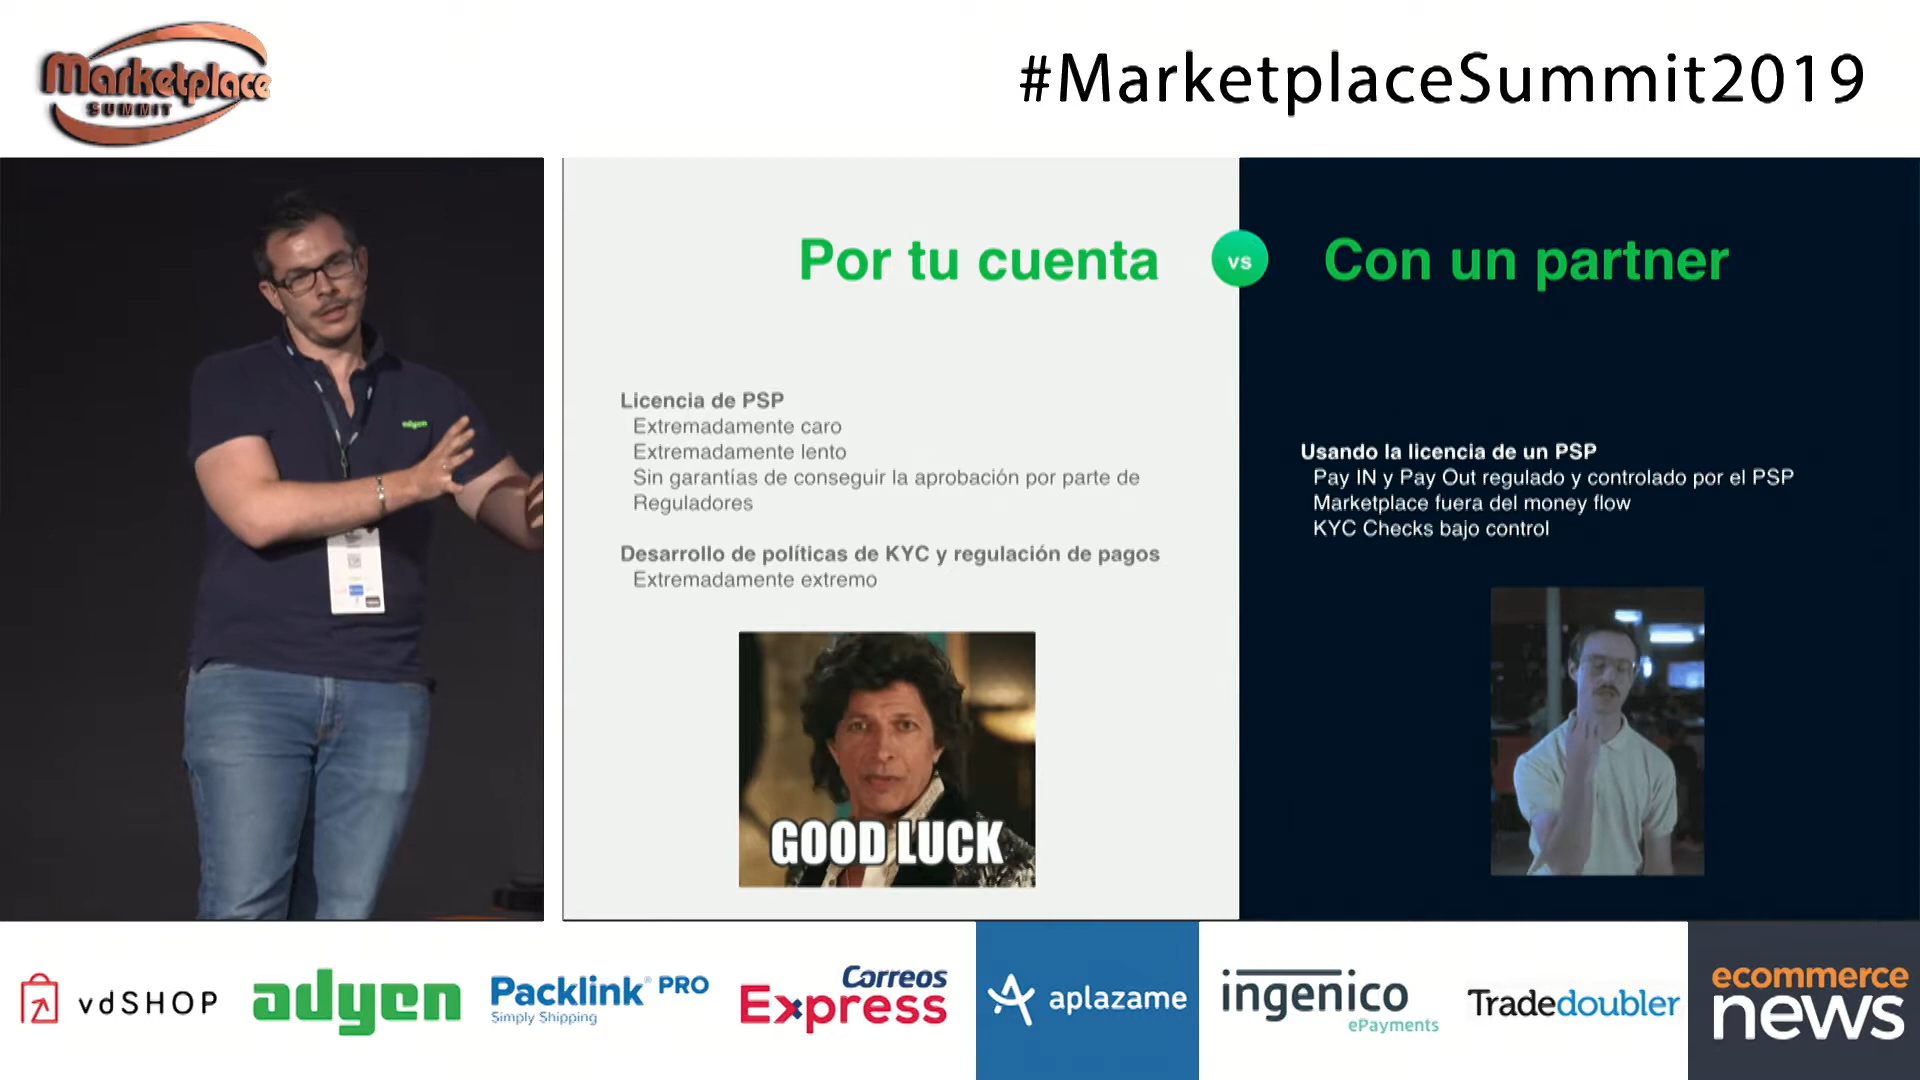 Marketplace
SUMMIT
#MarketplaceSummit2019
adyen
Por tu cuenta
vs
Con un partner
Licencia de PSP
Extremadamente caro
Extremadamente lento
Sin garantías de conseguir la aprobación por parte de
Reguladores
Desarrollo de políticas de KYC y regulación de pagos
Extremadamente extremo
GOOD LUCK
Usando la licencia de un PSP
Pay IN y Pay Out regulado y controlado por el PSP
Marketplace fuera del money flow
KYC Checks bajo control
vdSHOP
adyen
Packlink® PRO
Simply Shipping
Correos
Express
aplazame
ingenico
ePayments
Tradedoubler
ecommerce
news